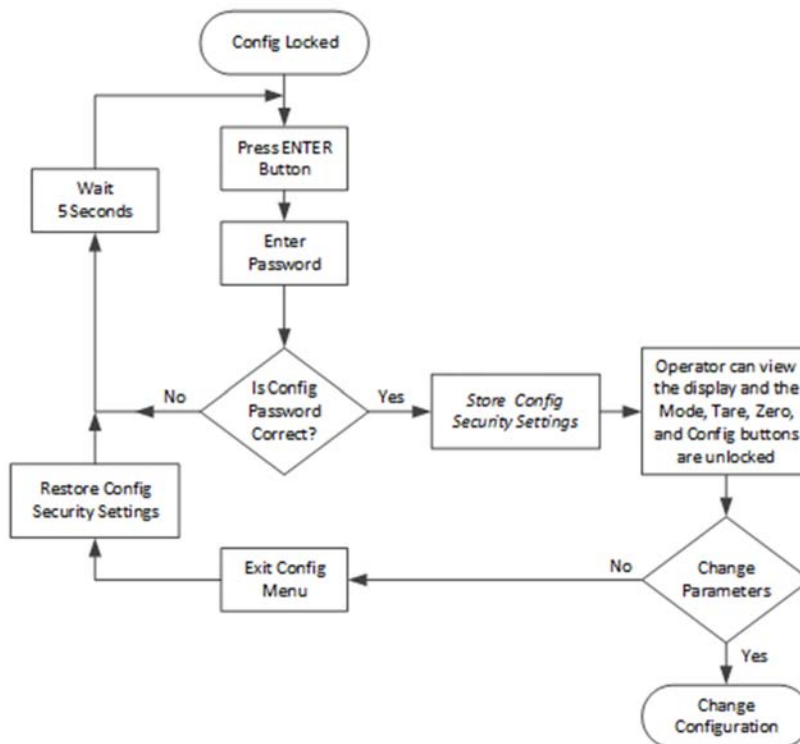 Config Locked
Press ENTER
Button
Wait
5 Seconds
Enter
Password
Is Config
Password
Correct?
No
Yes
Store Config
Security Settings
Operator can view
the display and the
Mode, Tare, Zero,
and Config buttons
are unlocked
Restore Config
Security Settings
Exit Config
Menu
No
Change
Parameters
Yes
Change
Configuration